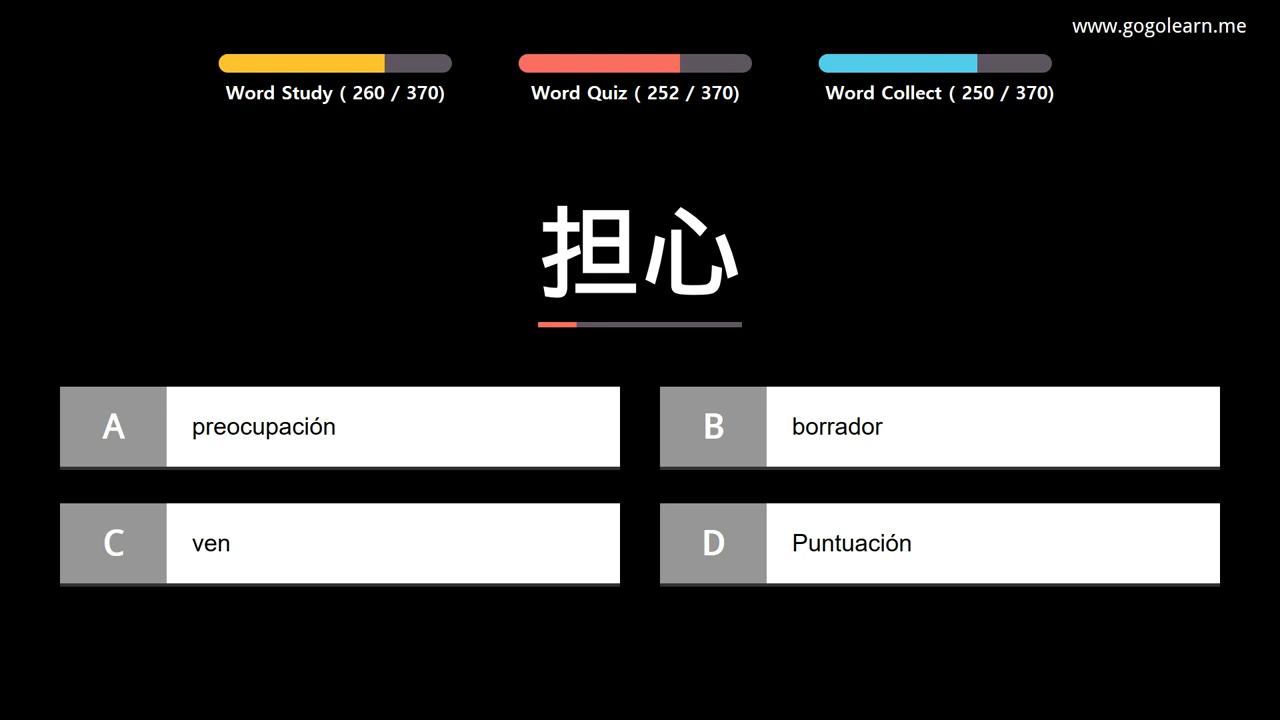 www.gogolearn.me
Word Study ( 260 / 370)
Word Quiz ( 252 / 370)
Word Collect ( 250 / 370)
担心
A preocupación
B borrador
C ven
D Puntuación